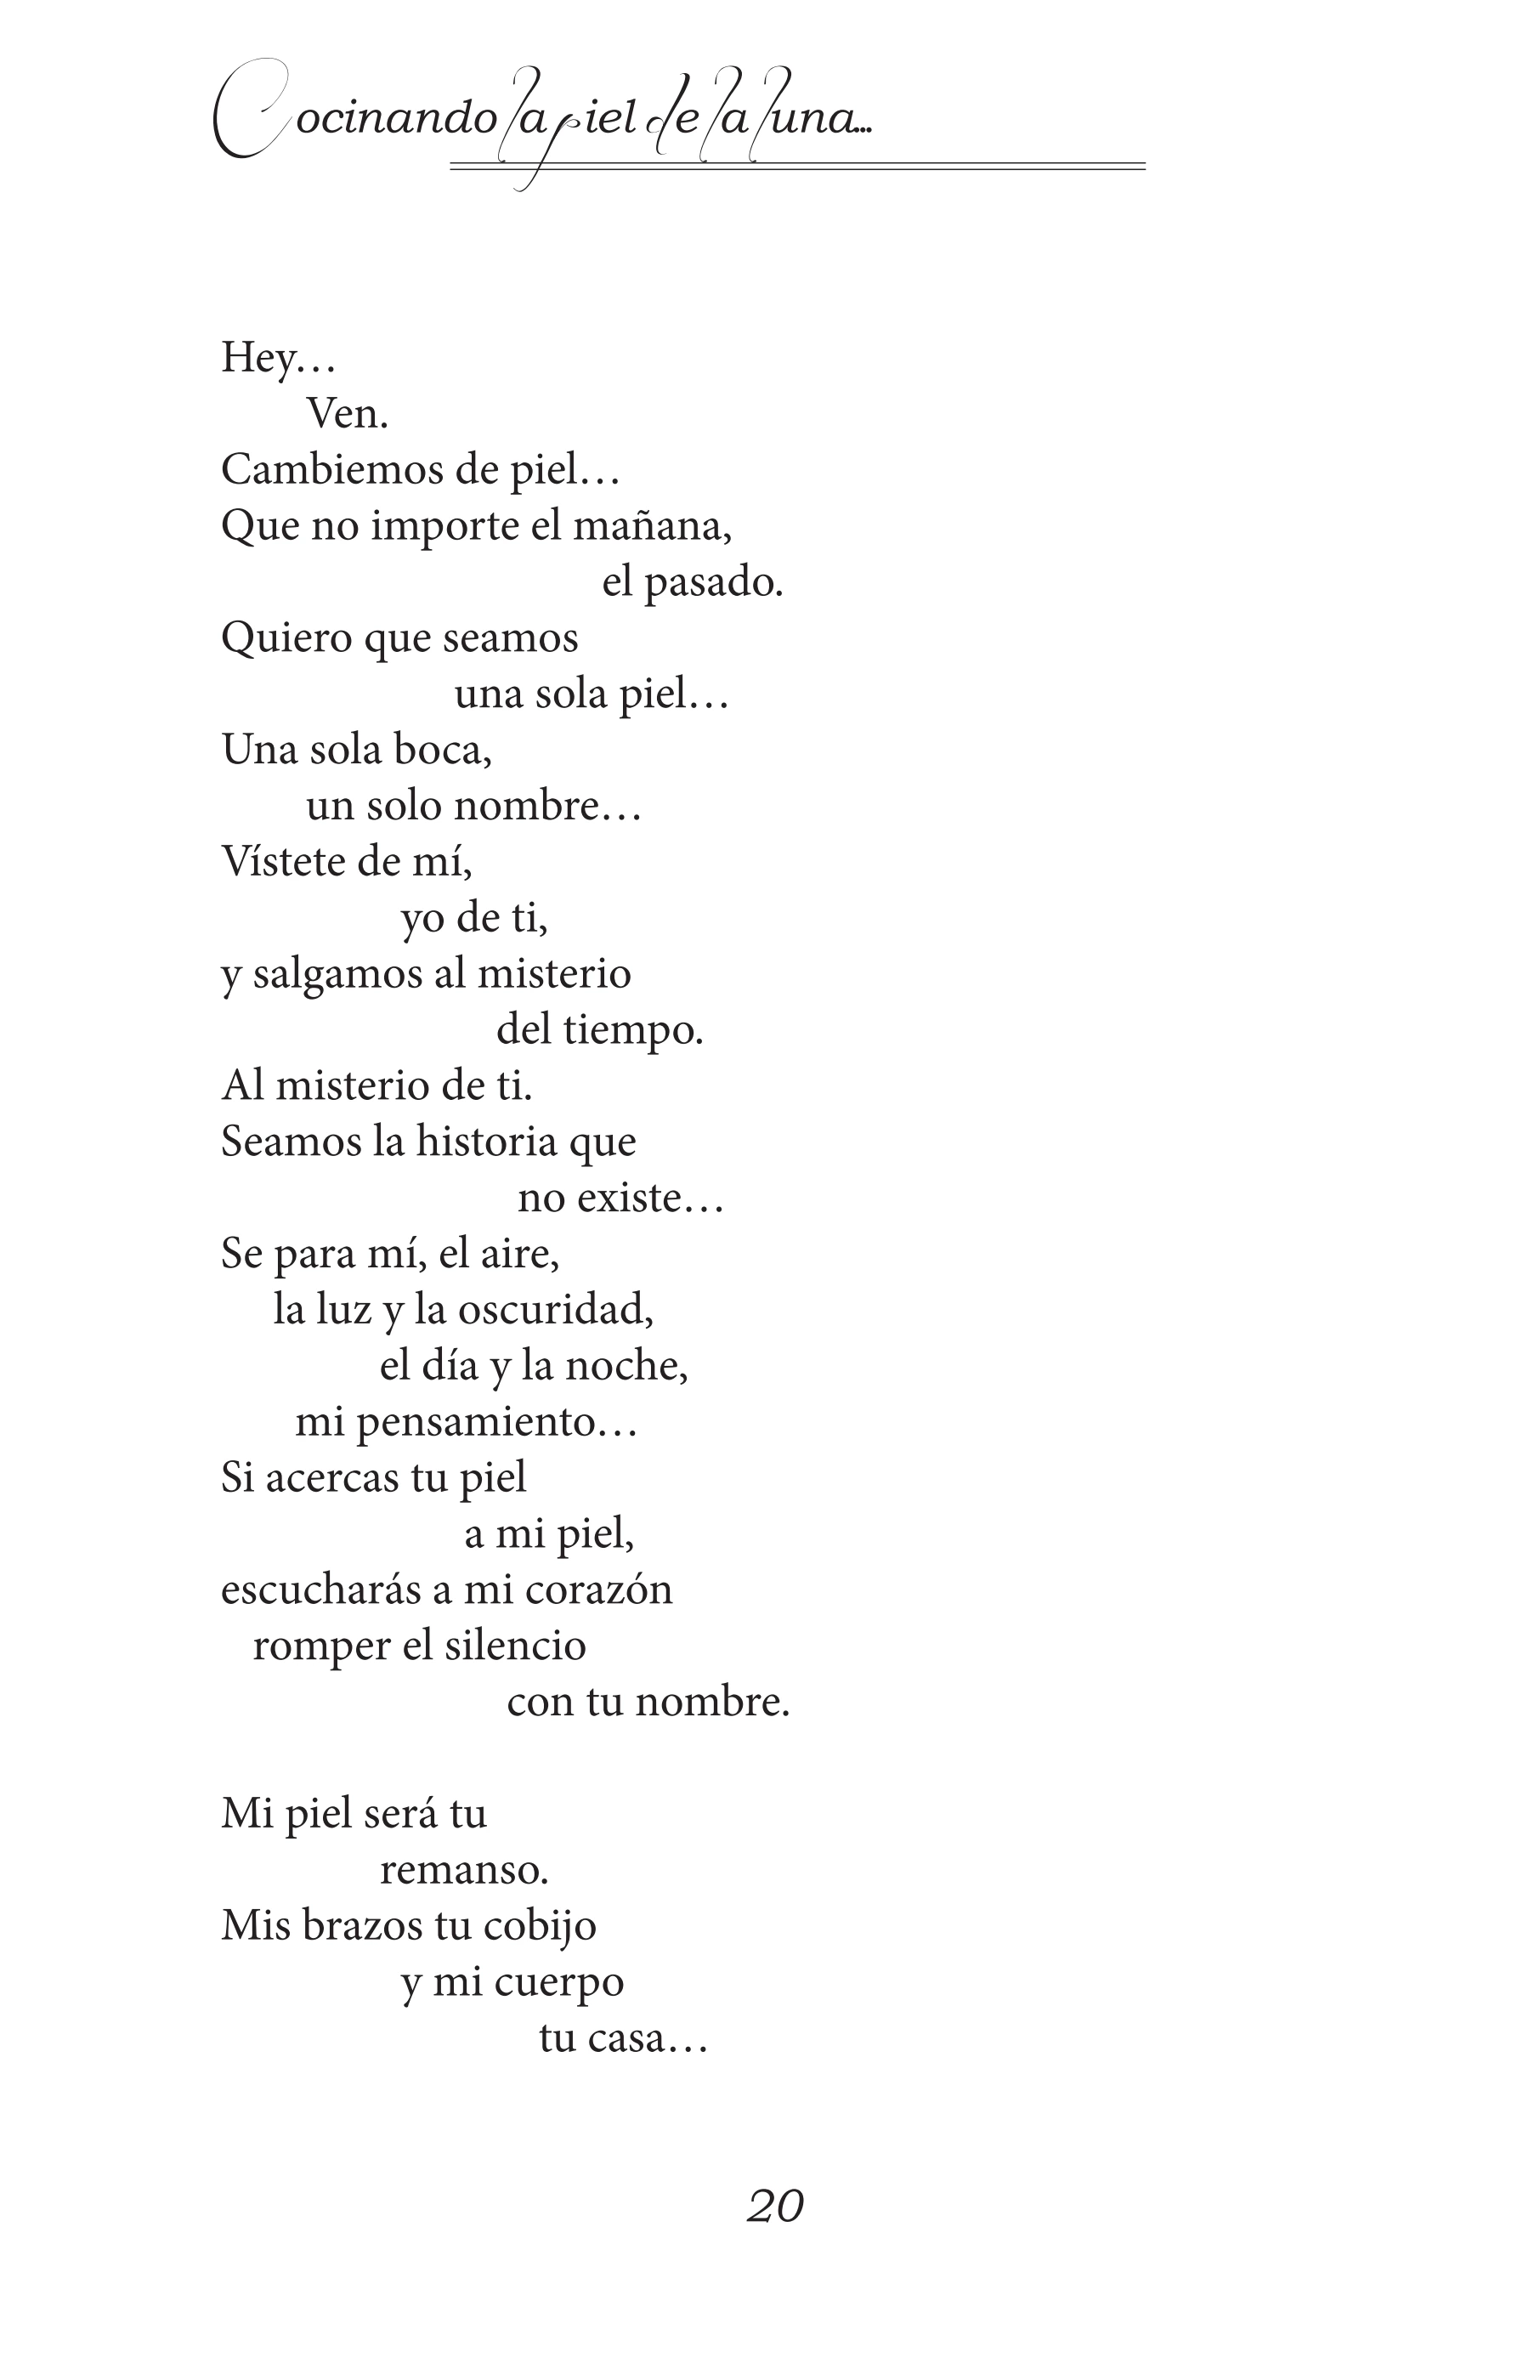 Cocinando la piel de la luna...
Hey…
Ven.
Cambiemos de piel…
Que no importe el mañana,
el pasado.
Quiero que seamos
una sola piel…
Una sola boca,
un solo nombre…
Vístete de mí,
yo de ti,
y salgamos al misterio
del tiempo.
Al misterio de ti.
Seamos la historia que
no existe…
Se para mí, el aire,
la luz y la oscuridad,
el día y la noche,
mi pensamiento…
Si acercas tu piel
a mi piel,
escucharás a mi corazón
romper el silencio
con tu nombre.
Mi piel será tu
remanso.
Mis brazos tu cobijo
y mi cuerpo
tu casa…
20